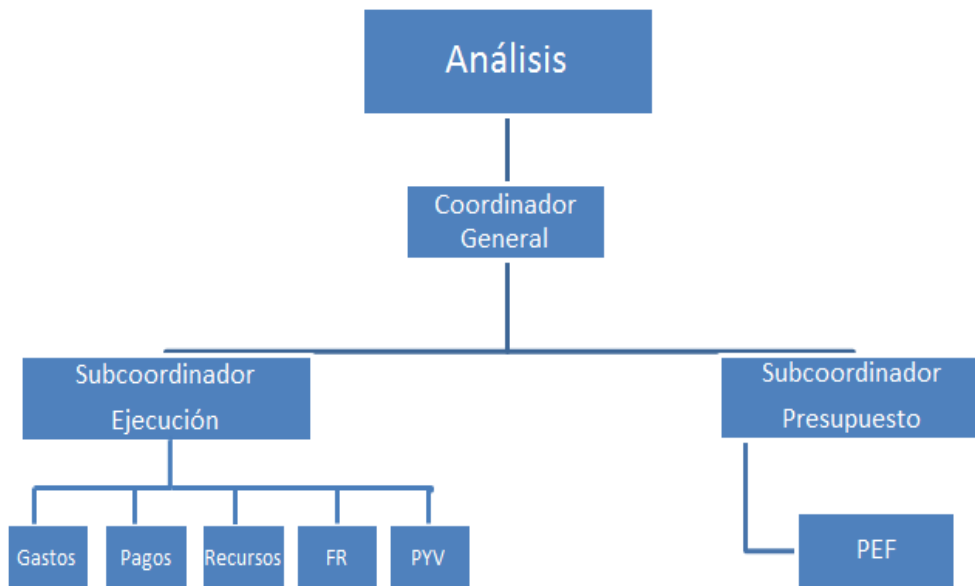 Análisis
Coordinador
General
Subcoordinador
Ejecución
Subcoordinador
Presupuesto
Gastos
Pagos
Recursos
FR
PYV
PEF